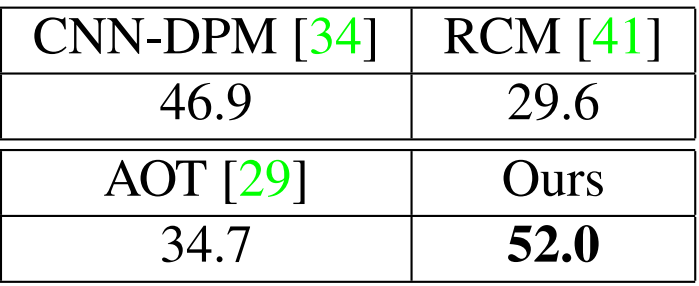 CNN-DPM [34] RCM [41]
46.9 29.6
AOT [29] Ours
34.7 52.0